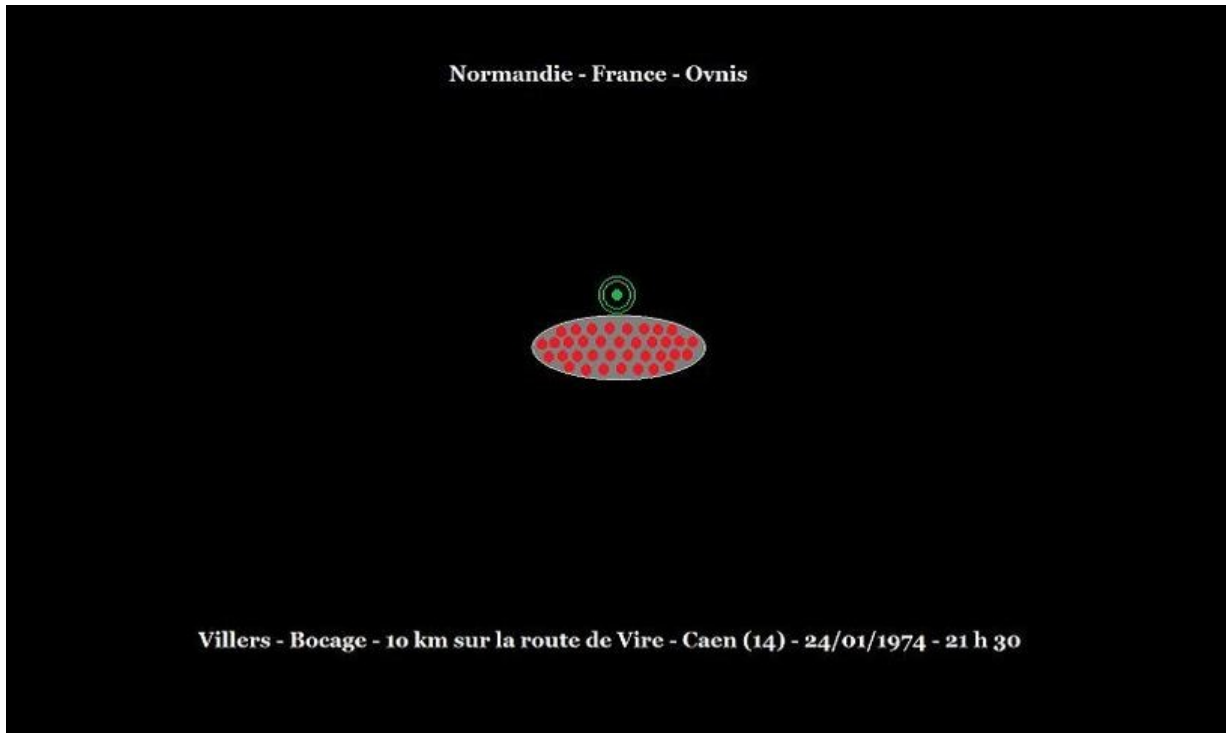 Normandie - France - Ovnis
Villers - Bocage - 10 km sur la route de Vire - Caen (14) - 24/01/1974 - 21 h 30